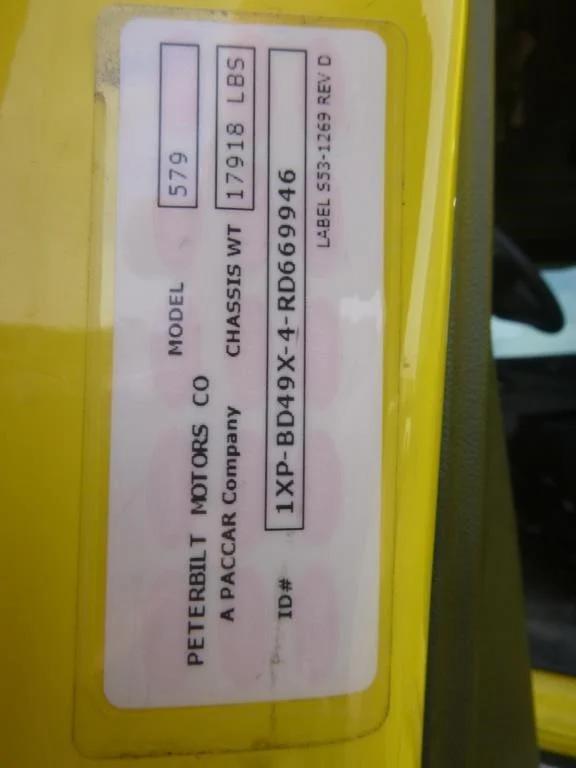 PETERBILT MOTORS CO MODEL 579
A PACCAR Company CHASSIS WT 17918 LBS
ID# 1XP-BD49X-4-RD669946
LABEL S53-1269 REV D